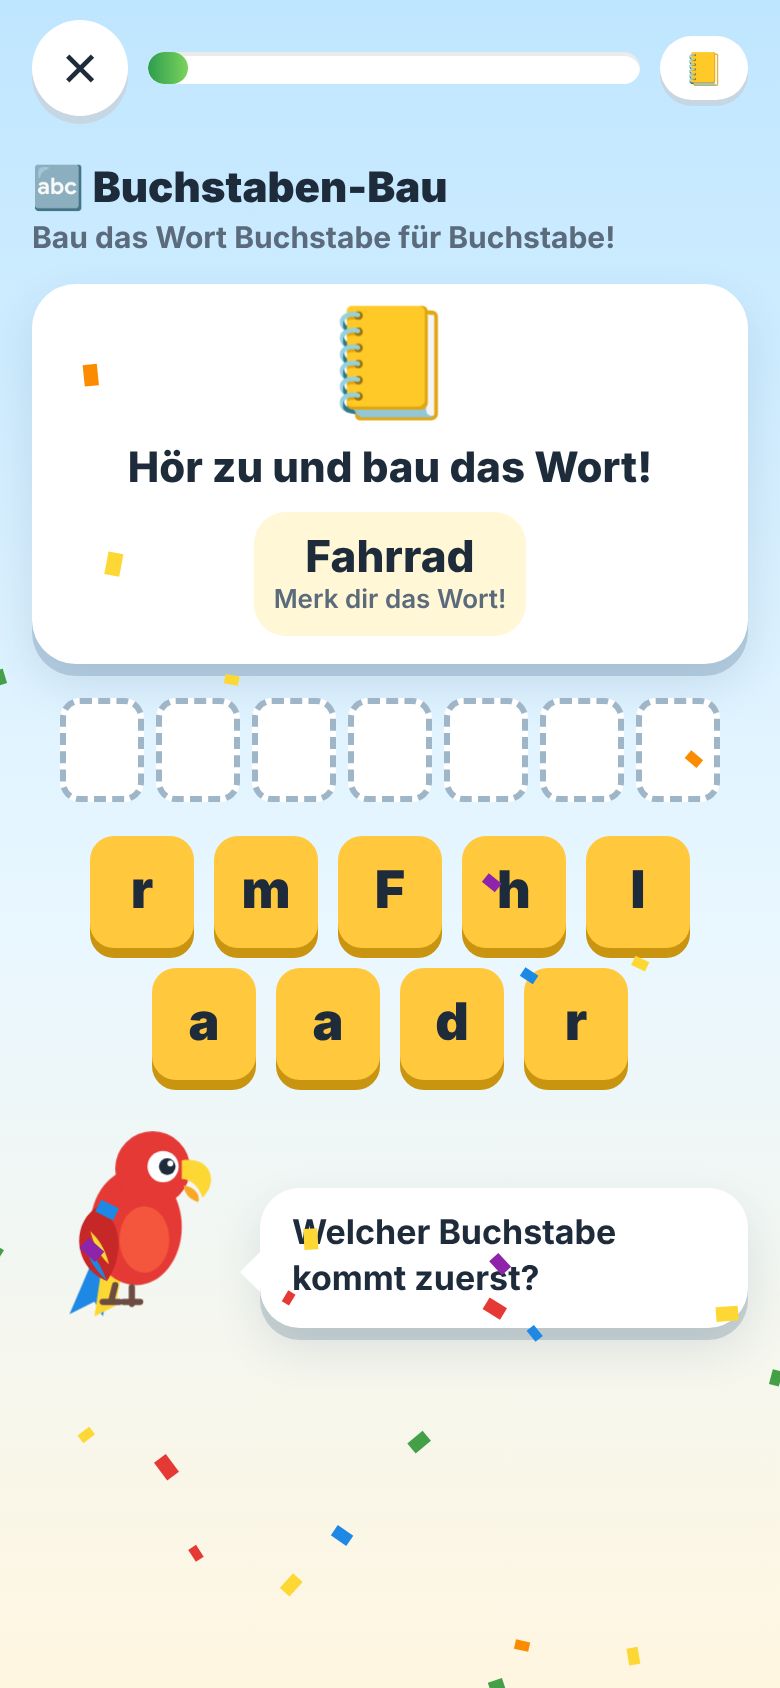 abc Buchstaben-Bau
Bau das Wort Buchstabe für Buchstabe!
Hör zu und bau das Wort!
Fahrrad
Merk dir das Wort!
r m F h l
a a d r
Welcher Buchstabe
kommt zuerst?